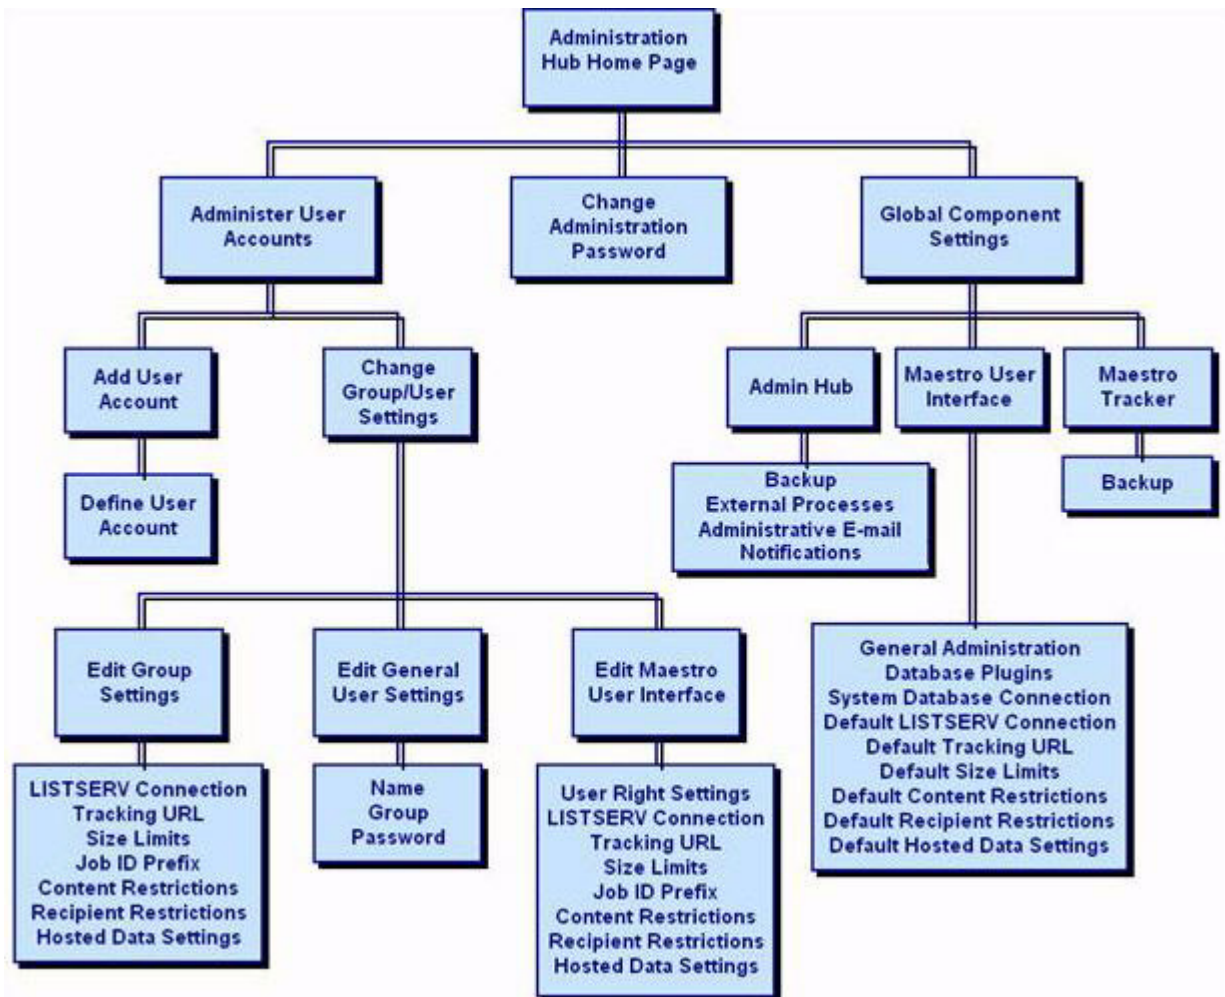 Administration
Hub Home Page
Administer User
Accounts
Change
Administration
Password
Global Component
Settings
Add User
Account
Change
Group/User
Settings
Admin Hub
Maestro User
Interface
Maestro
Tracker
Define User
Account
Backup
External Processes
Administrative E-mail
Notifications
Backup
Edit Group
Settings
Edit General
User Settings
Edit Maestro
User Interface
General Administration
Database Plugins
System Database Connection
Default LISTSERV Connection
Default Tracking URL
Default Size Limits
Default Content Restrictions
Default Recipient Restrictions
Default Hosted Data Settings
LISTSERV Connection
Tracking URL
Size Limits
Job ID Prefix
Content Restrictions
Recipient Restrictions
Hosted Data Settings
Name
Group
Password
User Right Settings
LISTSERV Connection
Tracking URL
Size Limits
Job ID Prefix
Content Restrictions
Recipient Restrictions
Hosted Data Settings